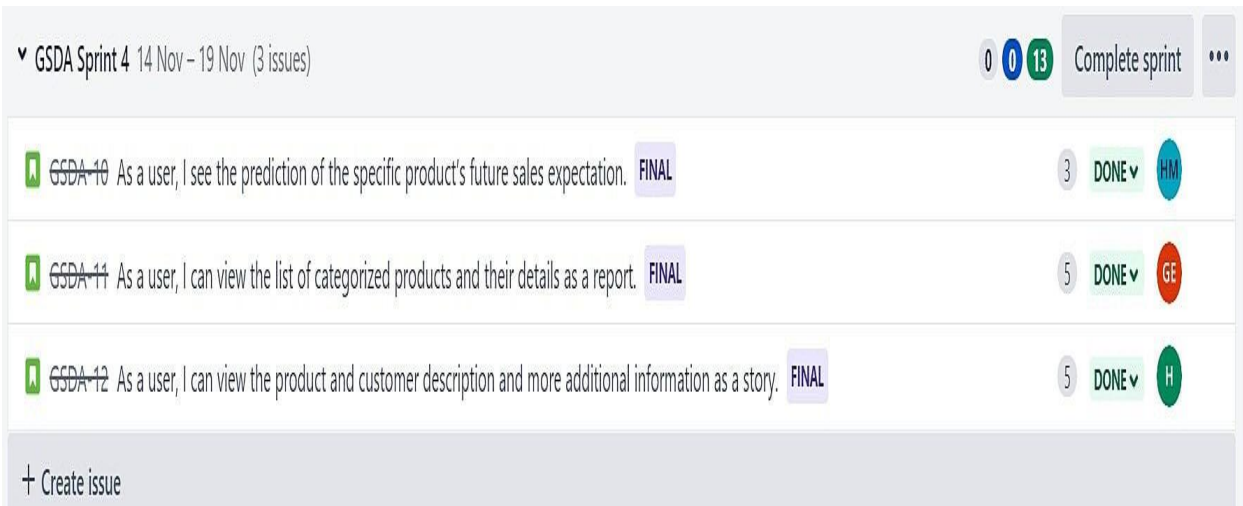 GSDA Sprint 4 14 Nov – 19 Nov (3 issues) 0 0 13 Complete sprint •••
GSDA-10 As a user, I see the prediction of the specific product's future sales expectation. FINAL 3 DONE HM
GSDA-11 As a user, I can view the list of categorized products and their details as a report. FINAL 5 DONE GE
GSDA-12 As a user, I can view the product and customer description and more additional information as a story. FINAL 5 DONE H
+ Create issue